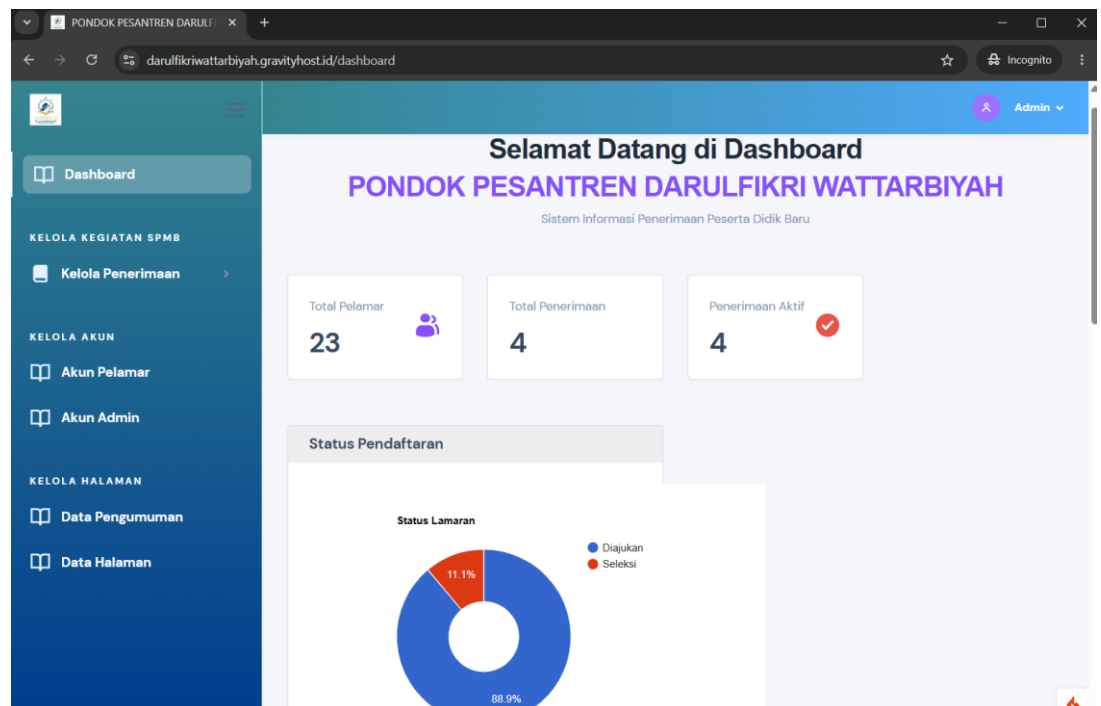 PONDOK PESANTREN DARULFI
darulfikriwattarbiyah.gravityhost.id/dashboard
Incognito
Admin
Dashboard
KELOLA KEGIATAN SPMB
Kelola Penerimaan
KELOLA AKUN
Akun Pelamar
Akun Admin
KELOLA HALAMAN
Data Pengumuman
Data Halaman
Selamat Datang di Dashboard
PONDOK PESANTREN DARULFIKRI WATTARBIYAH
Sistem Informasi Penerimaan Peserta Didik Baru
Total Pelamar
23
Total Penerimaan
4
Penerimaan Aktif
4
Status Pendaftaran
Status Lamaran
Diajukan
Seleksi
11.1%
88.9%